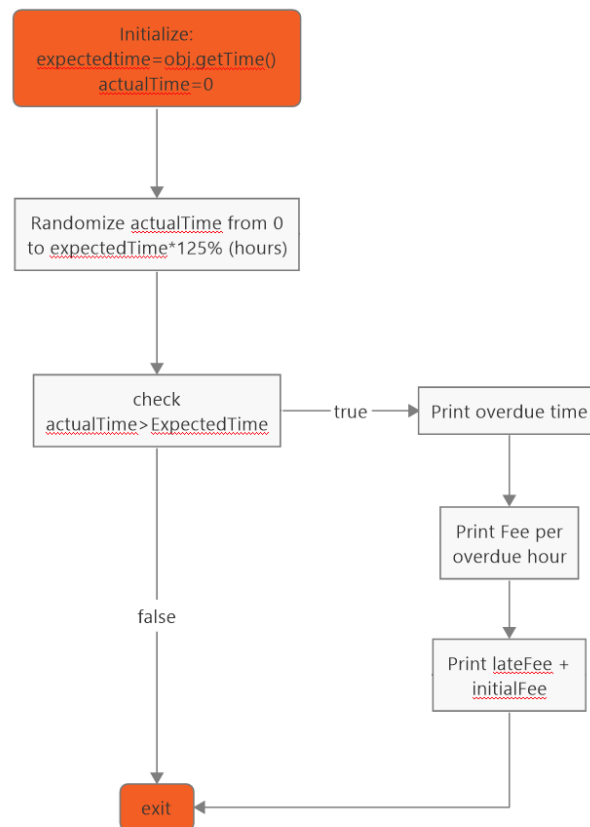 Initialize:
expectedtime=obj.getTime()
actualTime=0
Randomize actualTime from 0
to expectedTime*125% (hours)
check
actualTime>ExpectedTime
true
Print overdue time
Print Fee per
overdue hour
false
Print lateFee +
initialFee
exit